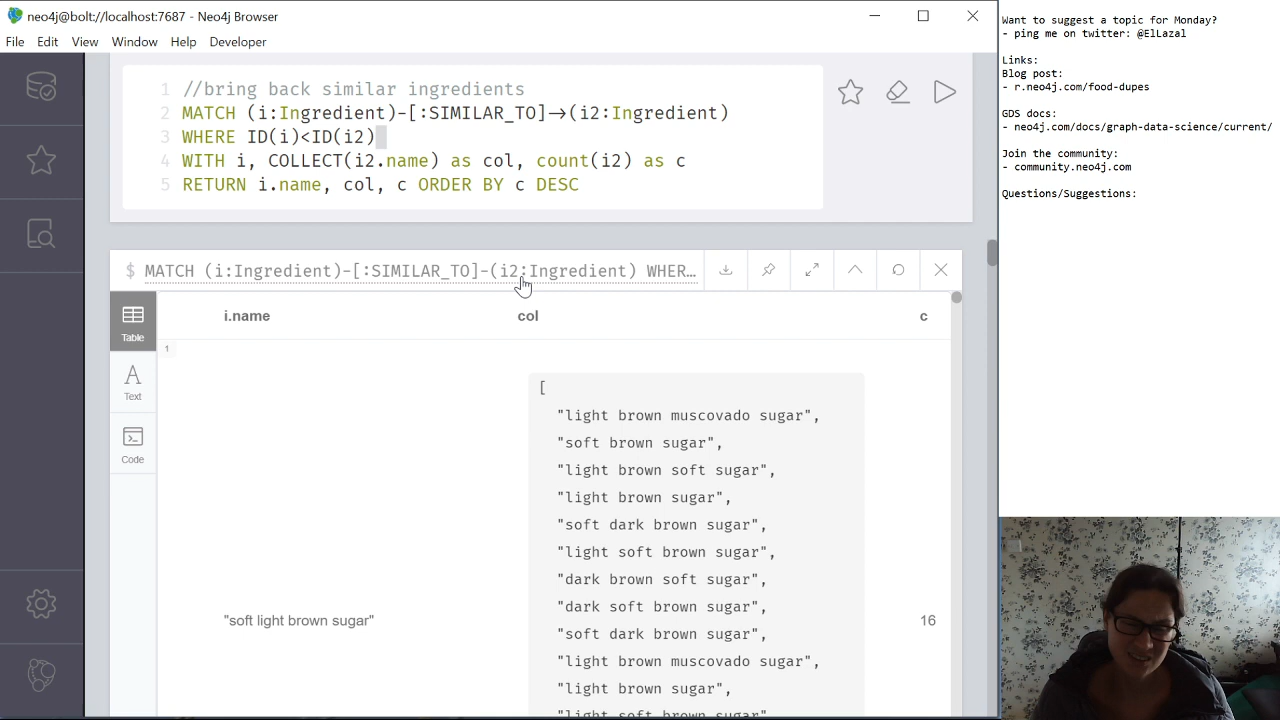 neo4j@bolt://localhost:7687 - Neo4j Browser
File Edit View Window Help Developer
1 //bring back similar ingredients
2 MATCH (i:Ingredient)-[:SIMILAR_TO]->(i2:Ingredient)
3 WHERE ID(i)<ID(i2)
4 WITH i, COLLECT(i2.name) as col, count(i2) as c
5 RETURN i.name, col, c ORDER BY c DESC
$ MATCH (i:Ingredient)-[:SIMILAR_TO]-(i2:Ingredient) WHER…
Table
Text
Code
i.name col c
1
[
"light brown muscovado sugar",
"soft brown sugar",
"light brown soft sugar",
"light brown sugar",
"soft dark brown sugar",
"light soft brown sugar",
"dark brown soft sugar",
"dark soft brown sugar",
"soft light brown sugar" 16
"soft dark brown sugar",
"light brown muscovado sugar",
"light brown sugar",
"light soft brown sugar",
Want to suggest a topic for Monday?
- ping me on twitter: @ElLazal
Links:
Blog post:
- r.neo4j.com/food-dupes
GDS docs:
- neo4j.com/docs/graph-data-science/current/
Join the community:
- community.neo4j.com
Questions/Suggestions: